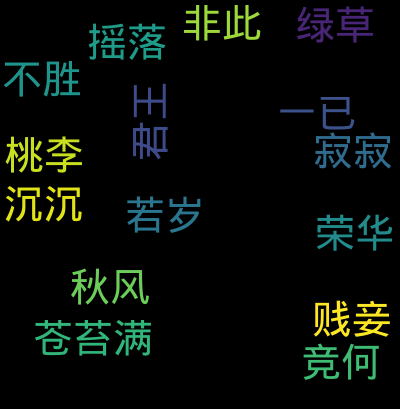 非此
绿草
摇落
不胜
君王
一已
寂寂
桃李
沉沉
若岁
荣华
秋风
贱妾
苍苔满
竞何